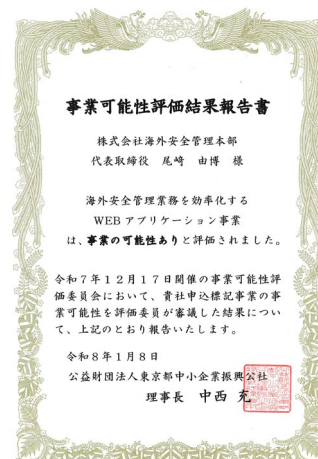 事業可能性評価結果報告書
株式会社海外安全管理本部
代表取締役 尾﨑 由博 様
海外安全管理業務を効率化する
WEBアプリケーション事業
は、事業の可能性ありと評価されました。
令和7年12月17日開催の事業可能性評
価委員会において、貴社申込標記事業の事
業可能性を評価委員が審議した結果につい
て、上記のとおり報告いたします。
令和8年1月8日
公益財団法人東京都中小企業振興公社
理事長 中西 充